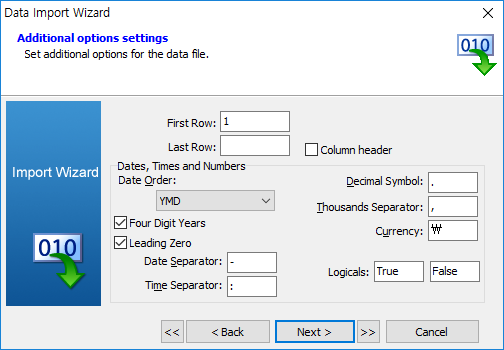 Data Import Wizard
Additional options settings
Set additional options for the data file.
010
Import Wizard
010
First Row: 1
Last Row:
Column header
Dates, Times and Numbers
Date Order:
YMD
Four Digit Years
Leading Zero
Date Separator: -
Time Separator: :
Decimal Symbol: .
Thousands Separator: ,
Currency: ₩
Logicals: True False
<< < Back Next > >> Cancel